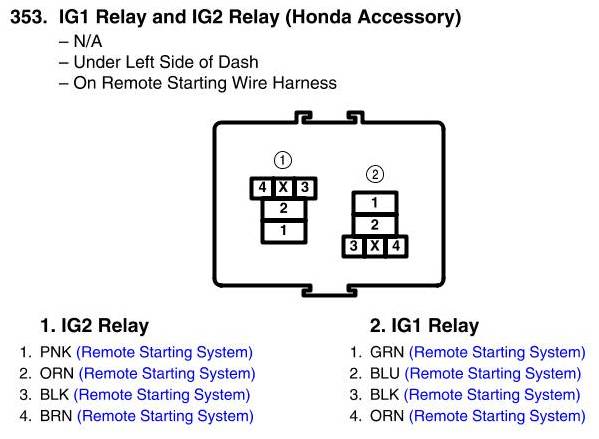 353. IG1 Relay and IG2 Relay (Honda Accessory)
– N/A
– Under Left Side of Dash
– On Remote Starting Wire Harness
1
2
4 X 3
2
1
1
2
3 X 4
1. IG2 Relay
1. PNK (Remote Starting System)
2. ORN (Remote Starting System)
3. BLK (Remote Starting System)
4. BRN (Remote Starting System)
2. IG1 Relay
1. GRN (Remote Starting System)
2. BLU (Remote Starting System)
3. BLK (Remote Starting System)
4. ORN (Remote Starting System)